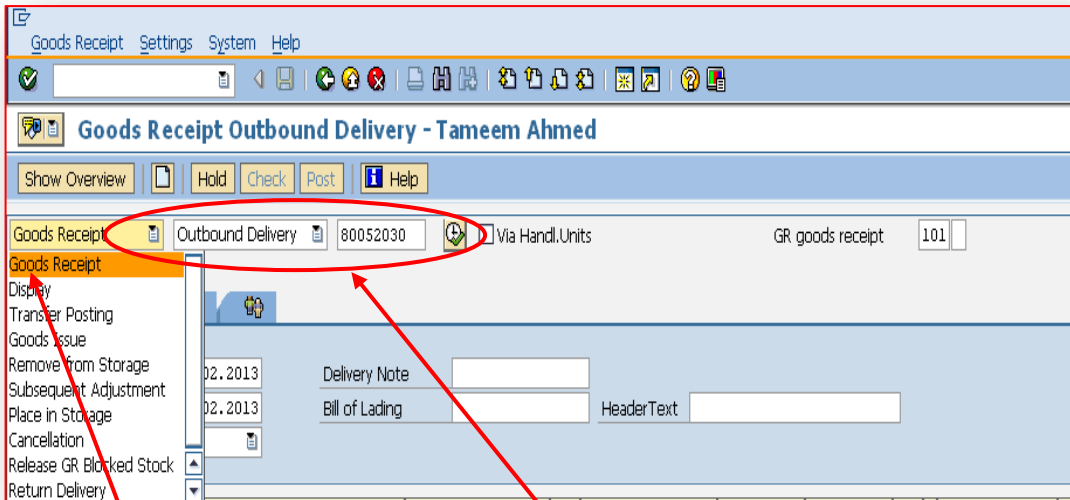 Goods Receipt Settings System Help
Goods Receipt Outbound Delivery - Tameem Ahmed
Show Overview Hold Check Post Help
Goods Receipt Outbound Delivery 80052030 Via Handl.Units GR goods receipt 101
Goods Receipt
Display
Transfer Posting
Goods Issue
Remove from Storage
02.2013 Delivery Note
Subsequent Adjustment
Place in Storage
02.2013 Bill of Lading HeaderText
Cancellation
Release GR Blocked Stock
Return Delivery